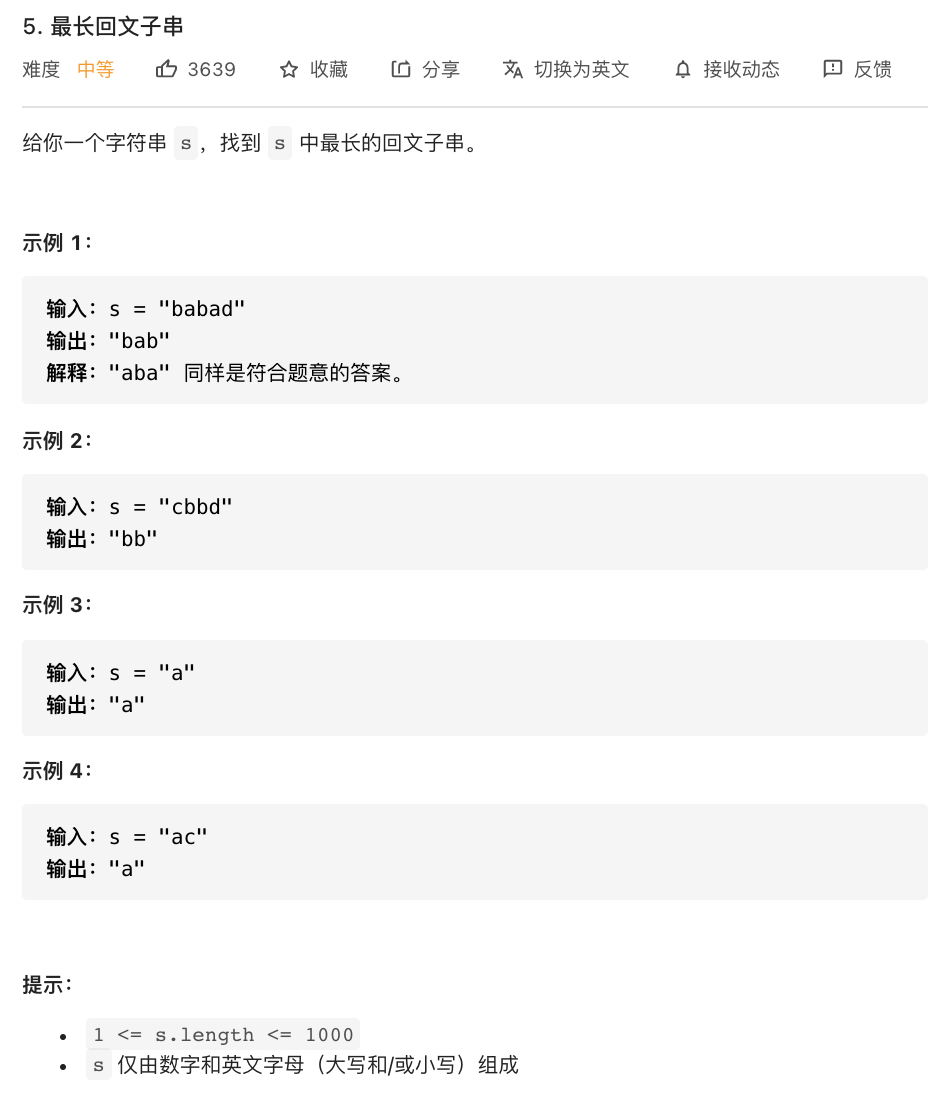 5. 最长回文子串
难度 中等 3639 收藏 分享 切换为英文 接收动态 反馈
给你一个字符串 s，找到 s 中最长的回文子串。
示例 1：
输入：s = "babad"
输出："bab"
解释："aba" 同样是符合题意的答案。
示例 2：
输入：s = "cbbd"
输出："bb"
示例 3：
输入：s = "a"
输出："a"
示例 4：
输入：s = "ac"
输出："a"
提示：
• 1 <= s.length <= 1000
• s 仅由数字和英文字母（大写和/或小写）组成